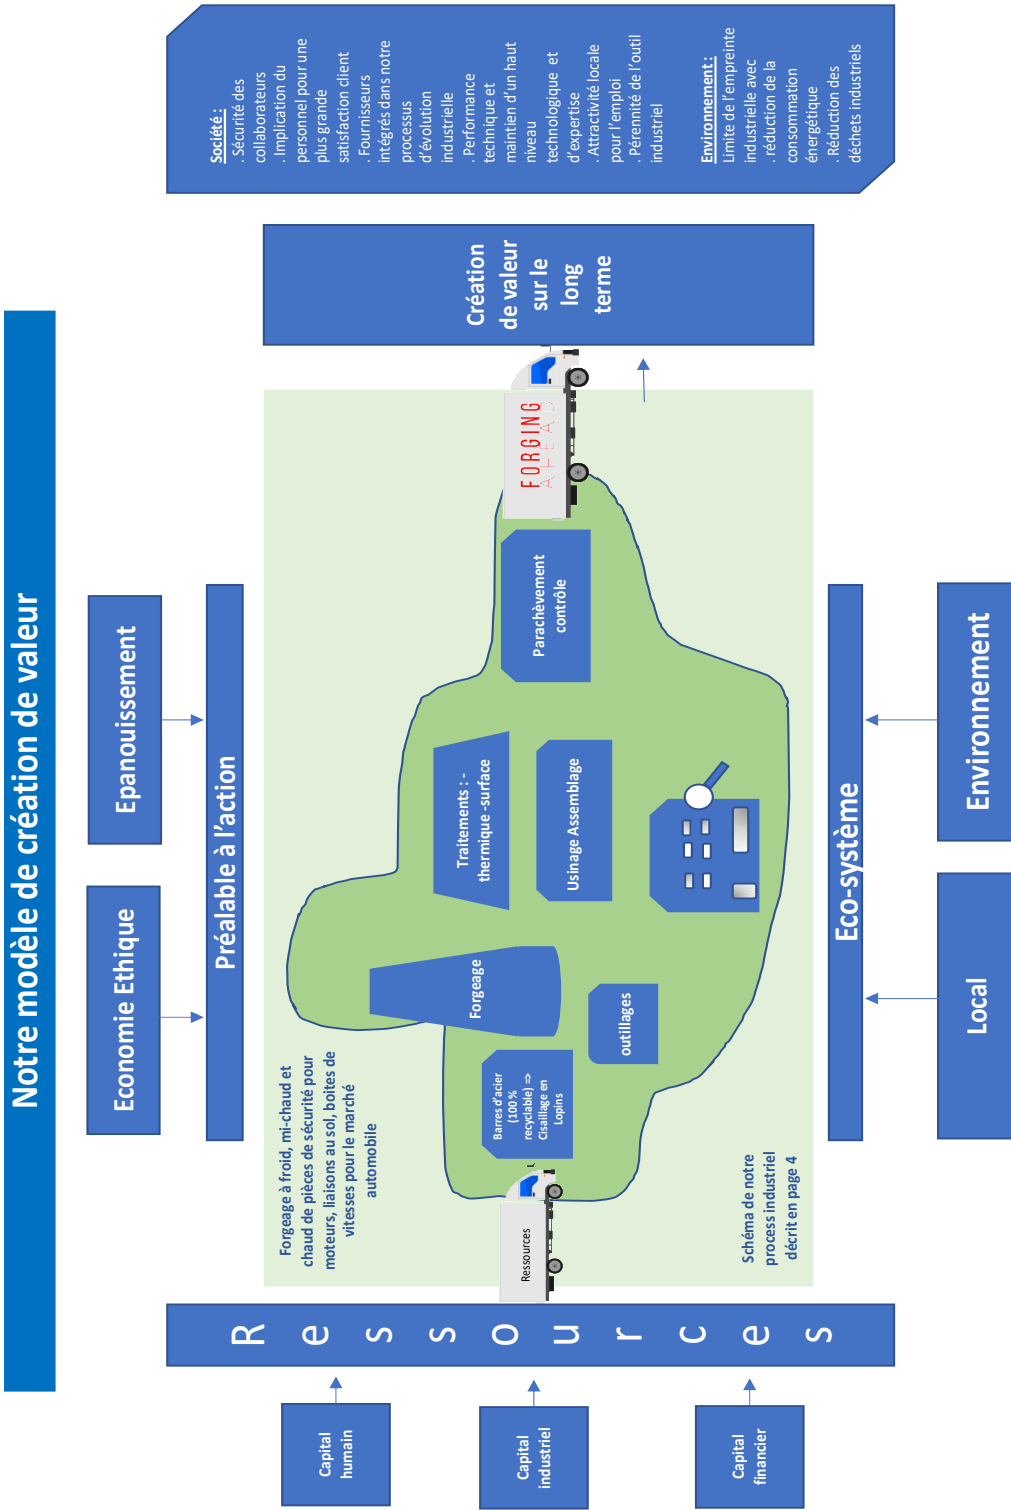 Notre modèle de création de valeur
Economie Ethique
Epanouissement
Préalable à l'action
Capital
humain
Capital
industriel
Capital
financier
Ressources
Forgeage à froid, mi-chaud et
chaud de pièces de sécurité pour
moteurs, liaisons au sol, boites de
vitesses pour le marché
automobile
Ressources
Barres d'acier
(100 %
recyclable) =>
Cisaillage en
Lopins
Forgeage
outillages
Traitements : -
thermique -surface
Usinage Assemblage
Parachèvement
contrôle
FORGING
AHEAD
Schéma de notre
process industriel
décrit en page 4
Création
de valeur
sur le
long
terme
Société :
. Sécurité des
collaborateurs
. Implication du
personnel pour une
plus grande
satisfaction client
. Fournisseurs
intégrés dans notre
processus
d'évolution
industrielle
. Performance
technique et
maintien d'un haut
niveau
technologique et
d'expertise
. Attractivité locale
pour l'emploi
. Pérennité de l'outil
industriel
Environnement :
Limite de l'empreinte
industrielle avec
. réduction de la
consommation
énergétique
. Réduction des
déchets industriels
Eco-système
Local
Environnement